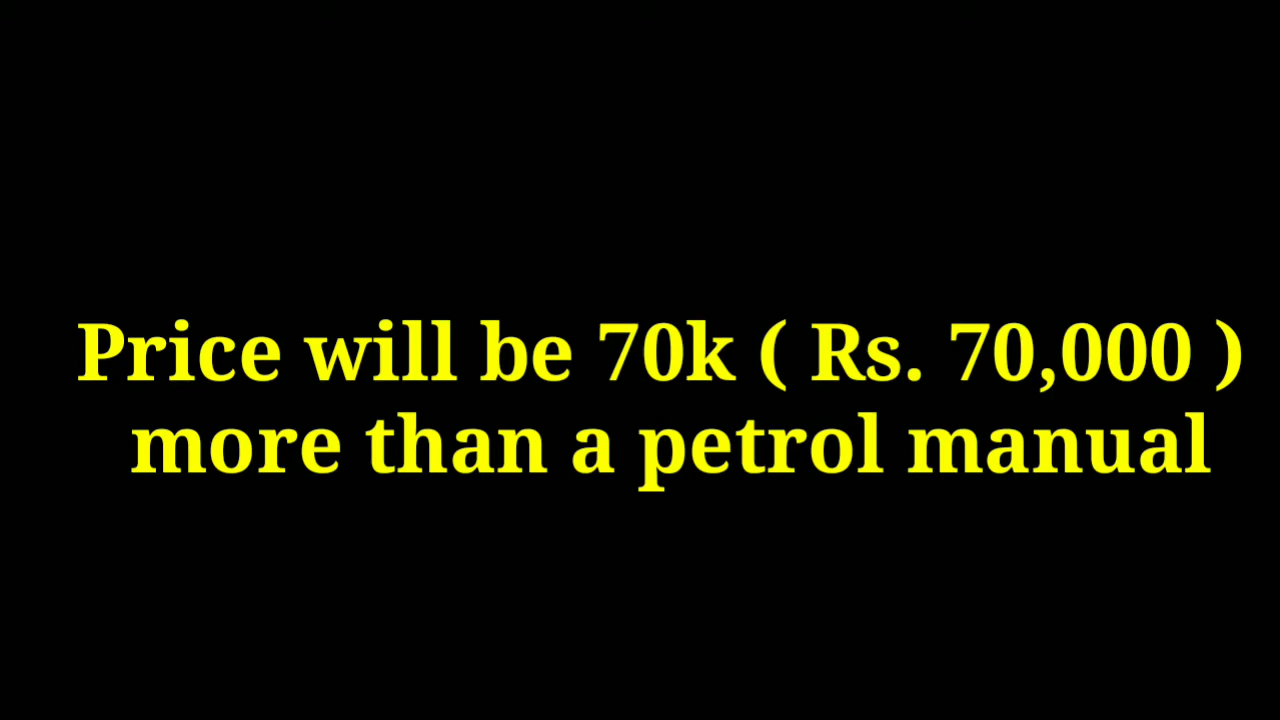 Price will be 70k ( Rs. 70,000 )
more than a petrol manual